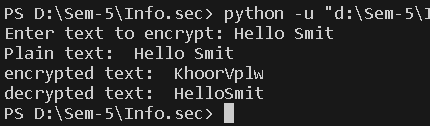 PS D:\Sem-5\Info.sec> python -u "d:\Sem-5\I
Enter text to encrypt: Hello Smit
Plain text:  Hello Smit
encrypted text:  KhoorVplw
decrypted text:  HelloSmit
PS D:\Sem-5\Info.sec>